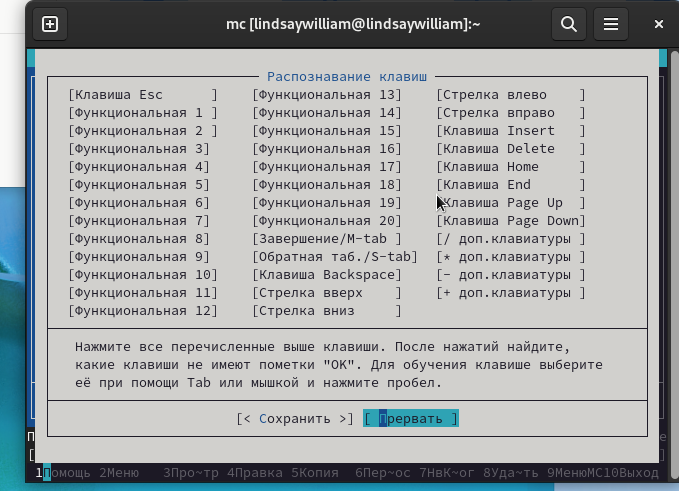 mc [lindsaywilliam@lindsaywilliam]:~
Распознавание клавиш
[Клавиша Esc      ] [Функциональная 13] [Стрелка влево    ]
[Функциональная 1 ] [Функциональная 14] [Стрелка вправо   ]
[Функциональная 2 ] [Функциональная 15] [Клавиша Insert   ]
[Функциональная 3] [Функциональная 16] [Клавиша Delete   ]
[Функциональная 4] [Функциональная 17] [Клавиша Home     ]
[Функциональная 5] [Функциональная 18] [Клавиша End      ]
[Функциональная 6] [Функциональная 19] [Клавиша Page Up  ]
[Функциональная 7] [Функциональная 20] [Клавиша Page Down]
[Функциональная 8] [Завершение/M-tab ] [/ доп.клавиатуры ]
[Функциональная 9] [Обратная таб./S-tab] [* доп.клавиатуры ]
[Функциональная 10] [Клавиша Backspace] [- доп.клавиатуры ]
[Функциональная 11] [Стрелка вверх    ] [+ доп.клавиатуры ]
[Функциональная 12] [Стрелка вниз     ]
Нажмите все перечисленные выше клавиши. После нажатий найдите,
какие клавиши не имеют пометки "OK". Для обучения клавише выберите
её при помощи Tab или мышкой и нажмите пробел.
[< Сохранить >] [ Прервать ]
1Помощь 2Меню 3Про~тр 4Правка 5Копия 6Пер~ос 7НвК~ог 8Уда~ть 9МенюMC10Выход